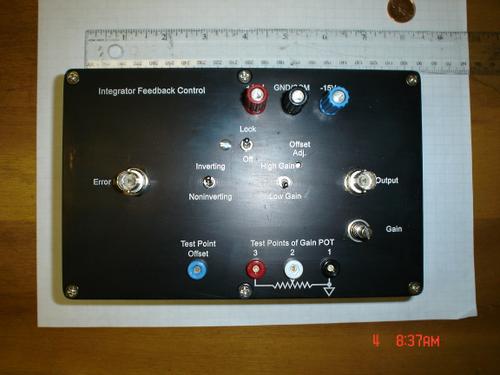 Integrator Feedback Control
GND/COM
-15V
Lock
Off
Offset
Adj.
Inverting
High Gain
Error
Output
Noninverting
Low Gain
Gain
Test Point
Offset
Test Points of Gain POT
3 2 1
4 8:37AM